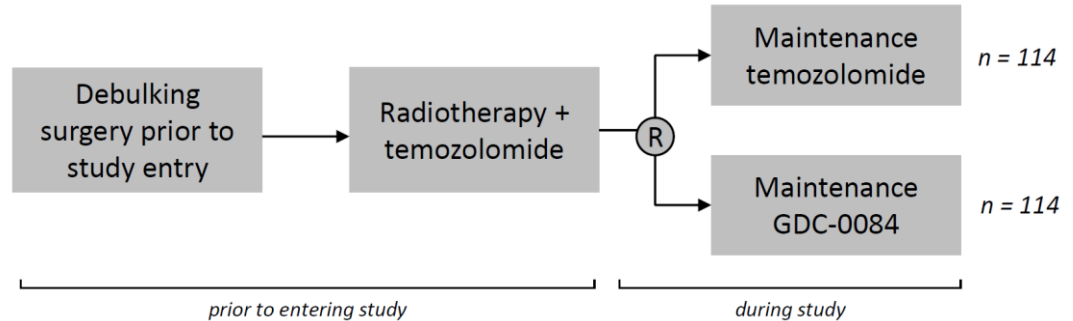 Debulking
surgery prior to
study entry
Radiotherapy +
temozolomide
R
Maintenance
temozolomide
n = 114
Maintenance
GDC-0084
n = 114
prior to entering study
during study